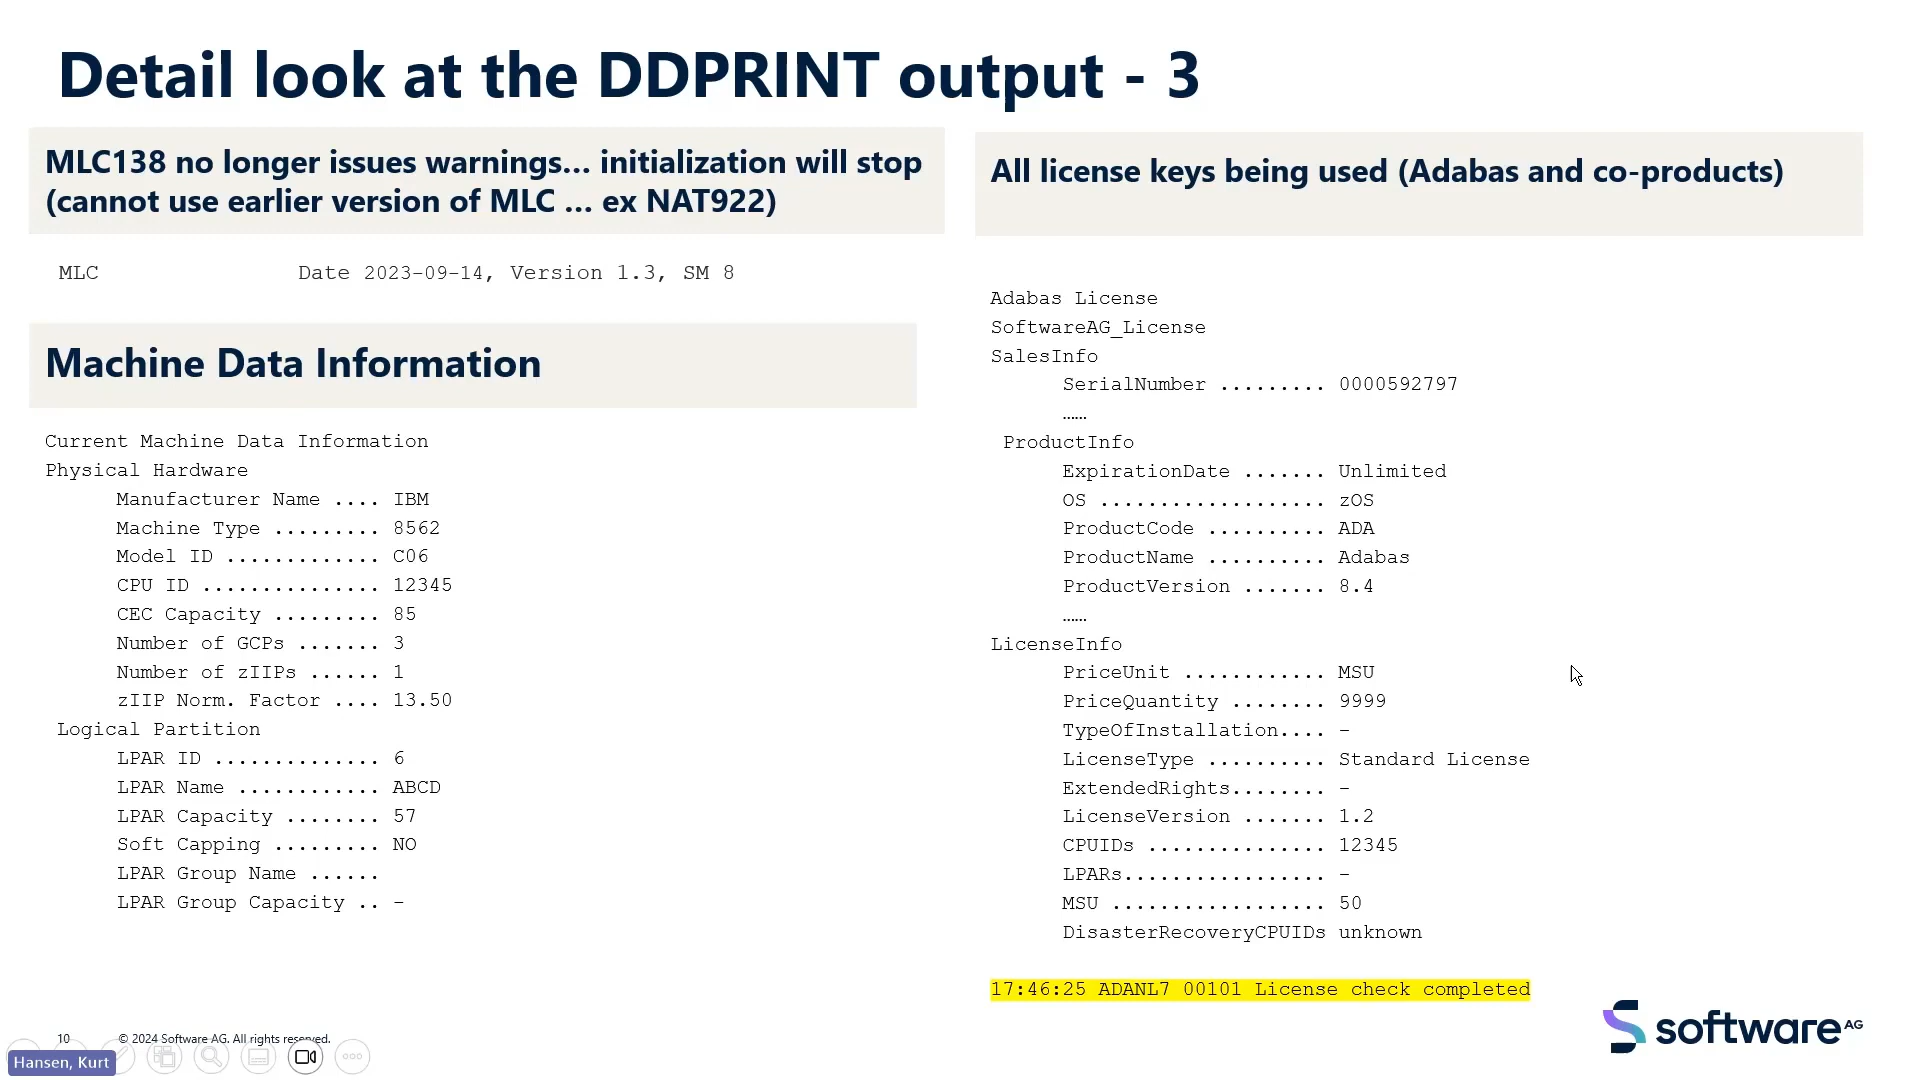 Detail look at the DDPRINT output - 3
MLC138 no longer issues warnings... initialization will stop
(cannot use earlier version of MLC ... ex NAT922)
MLC Date 2023-09-14, Version 1.3, SM 8
Machine Data Information
Current Machine Data Information
Physical Hardware
Manufacturer Name .... IBM
Machine Type ......... 8562
Model ID ............. C06
CPU ID ............... 12345
CEC Capacity ......... 85
Number of GCPs ....... 3
Number of zIIPs ...... 1
zIIP Norm. Factor .... 13.50
Logical Partition
LPAR ID .............. 6
LPAR Name ............ ABCD
LPAR Capacity ........ 57
Soft Capping ......... NO
LPAR Group Name ......
LPAR Group Capacity .. -
All license keys being used (Adabas and co-products)
Adabas License
SoftwareAG_License
SalesInfo
SerialNumber ......... 0000592797
……
ProductInfo
ExpirationDate ....... Unlimited
OS ................... zOS
ProductCode .......... ADA
ProductName .......... Adabas
ProductVersion ....... 8.4
……
LicenseInfo
PriceUnit ............ MSU
PriceQuantity ........ 9999
TypeOfInstallation.... -
LicenseType .......... Standard License
ExtendedRights........ -
LicenseVersion ....... 1.2
CPUIDs ............... 12345
LPARs................. -
MSU .................. 50
DisasterRecoveryCPUIDs unknown
17:46:25 ADANL7 00101 License check completed
10 © 2024 Software AG. All rights reserved.
Hansen, Kurt
software AG